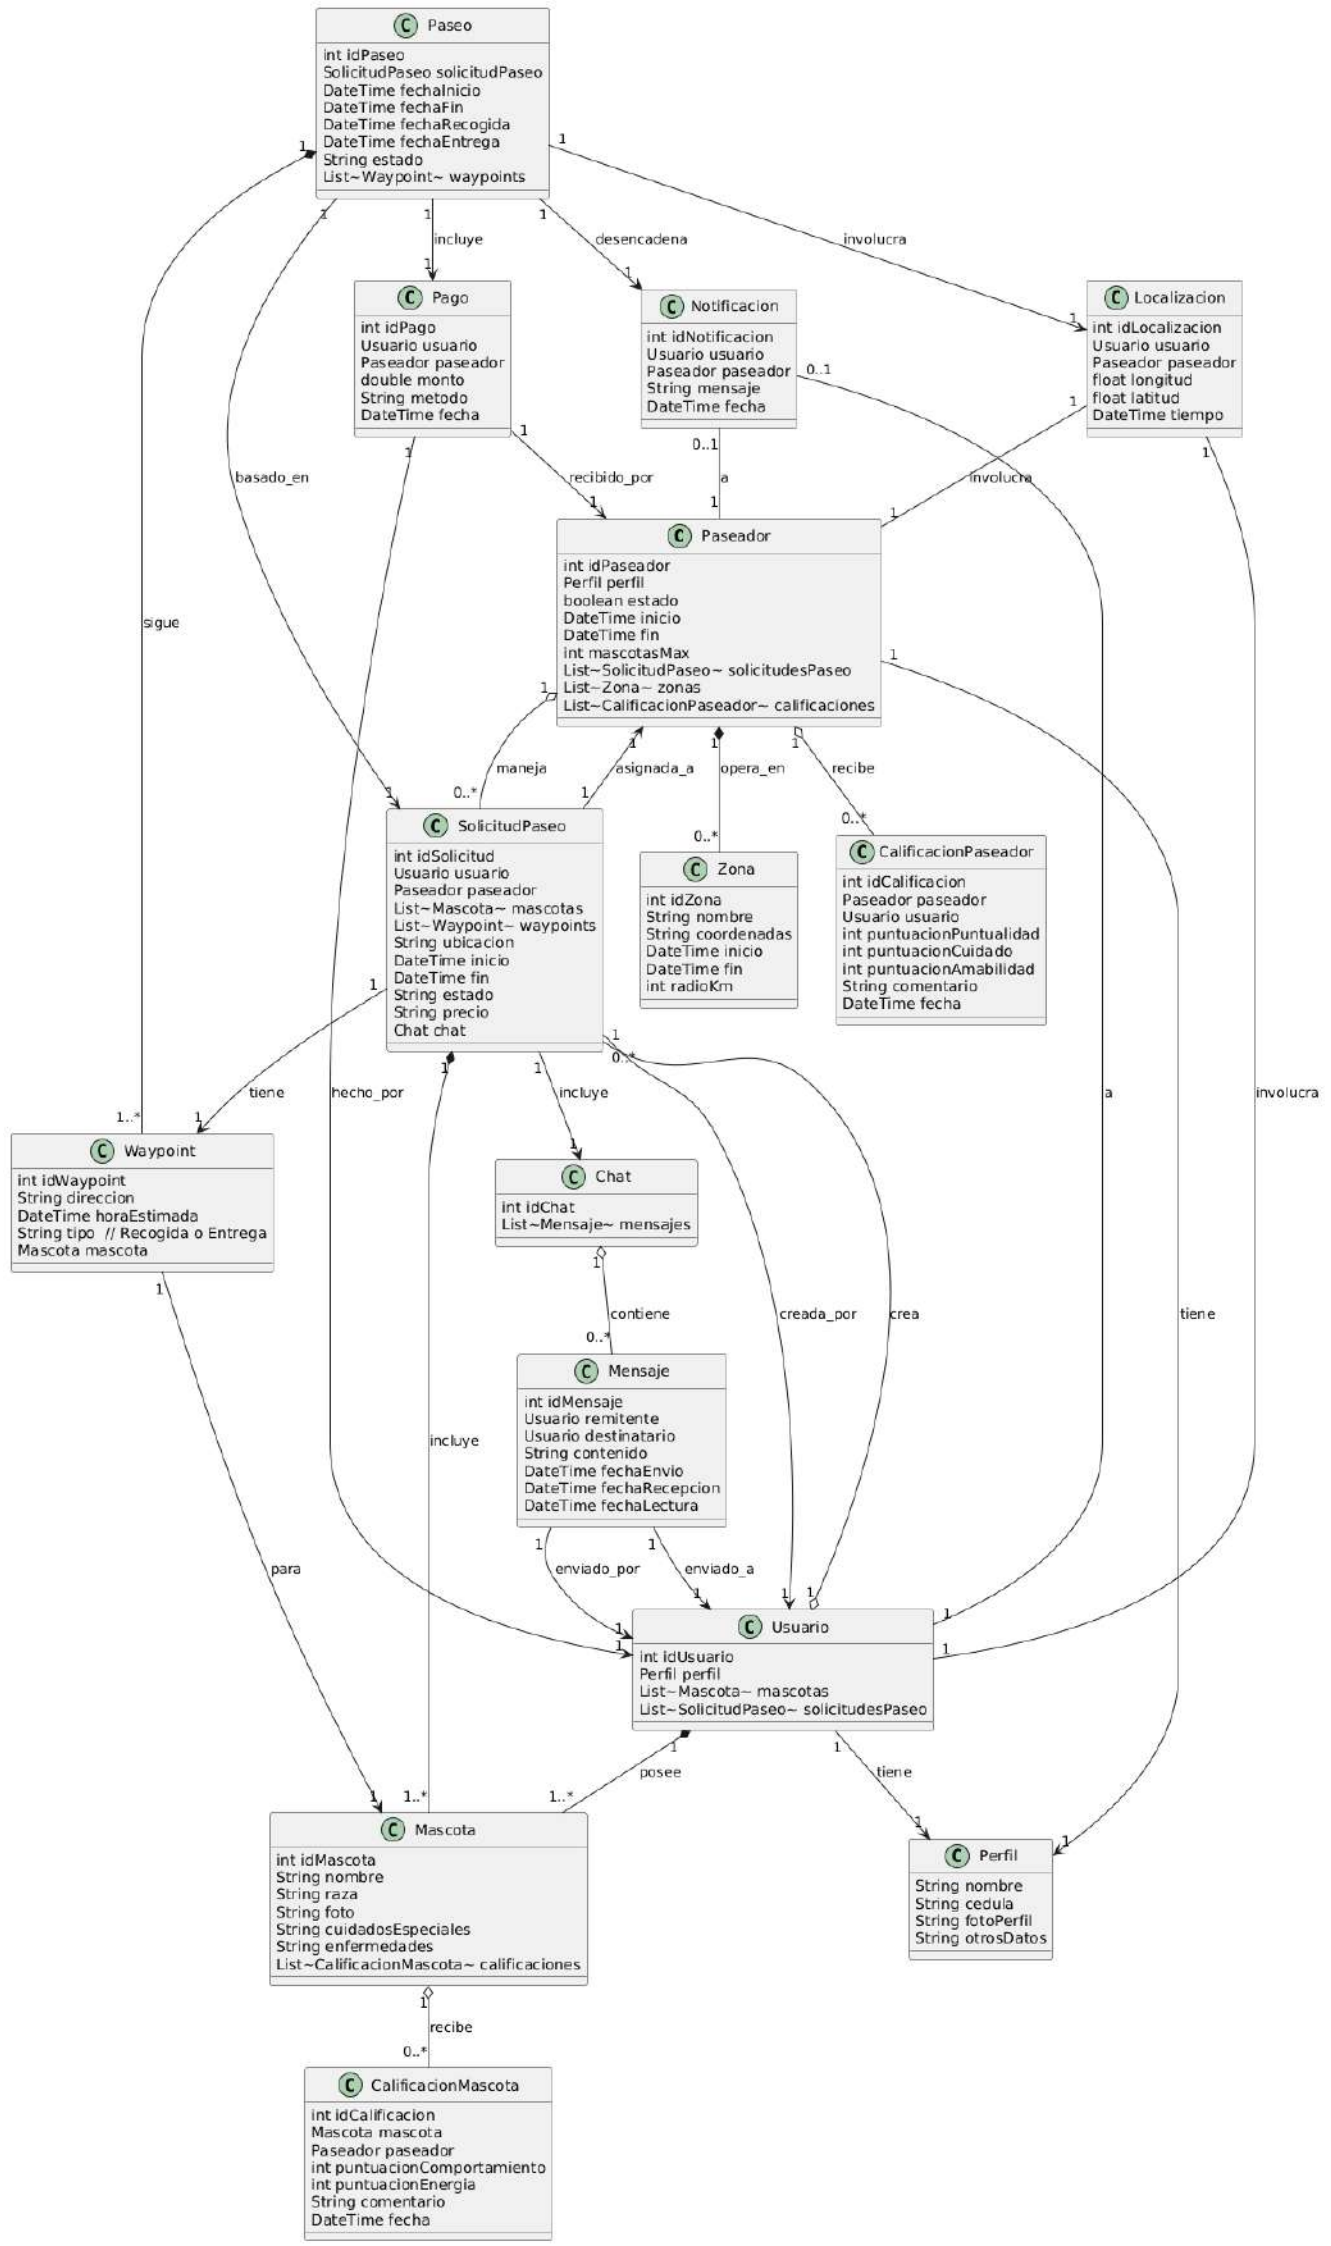 C Paseo
int idPaseo
SolicitudPaseo solicitudPaseo
DateTime fechaInicio
DateTime fechaFin
DateTime fechaRecogida
DateTime fechaEntrega
String estado
List~Waypoint~ waypoints
1
1
1
1
1
1
incluye
desencadena
involucra
1
1
1
C Pago
int idPago
Usuario usuario
Paseador paseador
double monto
String metodo
DateTime fecha
C Notificacion
int idNotificacion
Usuario usuario
Paseador paseador
String mensaje
DateTime fecha
C Localizacion
int idLocalizacion
Usuario usuario
Paseador paseador
float longitud
float latitud
DateTime tiempo
0..1
1
1
1
0..1
1
basado_en
recibido_por
a
involucra
1
1
1
C Paseador
int idPaseador
Perfil perfil
boolean estado
DateTime inicio
DateTime fin
int mascotasMax
List~SolicitudPaseo~ solicitudesPaseo
List~Zona~ zonas
List~CalificacionPaseador~ calificaciones
sigue
1
1
1
1
1
maneja
asignada_a
opera_en
recibe
1
0..*
1
0..*
0..*
C SolicitudPaseo
int idSolicitud
Usuario usuario
Paseador paseador
List~Mascota~ mascotas
List~Waypoint~ waypoints
String ubicacion
DateTime inicio
DateTime fin
String estado
String precio
Chat chat
C Zona
int idZona
String nombre
String coordenadas
DateTime inicio
DateTime fin
int radioKm
C CalificacionPaseador
int idCalificacion
Paseador paseador
Usuario usuario
int puntuacionPuntualidad
int puntuacionCuidado
int puntuacionAmabilidad
String comentario
DateTime fecha
1
1
0..*
1
1
tiene
hecho_por
incluye
a
involucra
1..*
1
1
C Waypoint
int idWaypoint
String direccion
DateTime horaEstimada
String tipo // Recogida o Entrega
Mascota mascota
C Chat
int idChat
List~Mensaje~ mensajes
1
1
contiene
creada_por
crea
tiene
0..*
C Mensaje
int idMensaje
Usuario remitente
Usuario destinatario
String contenido
DateTime fechaEnvio
DateTime fechaRecepcion
DateTime fechaLectura
incluye
1
1
para
enviado_por
enviado_a
1
1
1
1
1
1
1
C Usuario
int idUsuario
Perfil perfil
List~Mascota~ mascotas
List~SolicitudPaseo~ solicitudesPaseo
1
1
posee
tiene
1
1..*
1..*
1
1
C Mascota
int idMascota
String nombre
String raza
String foto
String cuidadosEspeciales
String enfermedades
List~CalificacionMascota~ calificaciones
C Perfil
String nombre
String cedula
String fotoPerfil
String otrosDatos
1
recibe
0..*
C CalificacionMascota
int idCalificacion
Mascota mascota
Paseador paseador
int puntuacionComportamiento
int puntuacionEnergia
String comentario
DateTime fecha